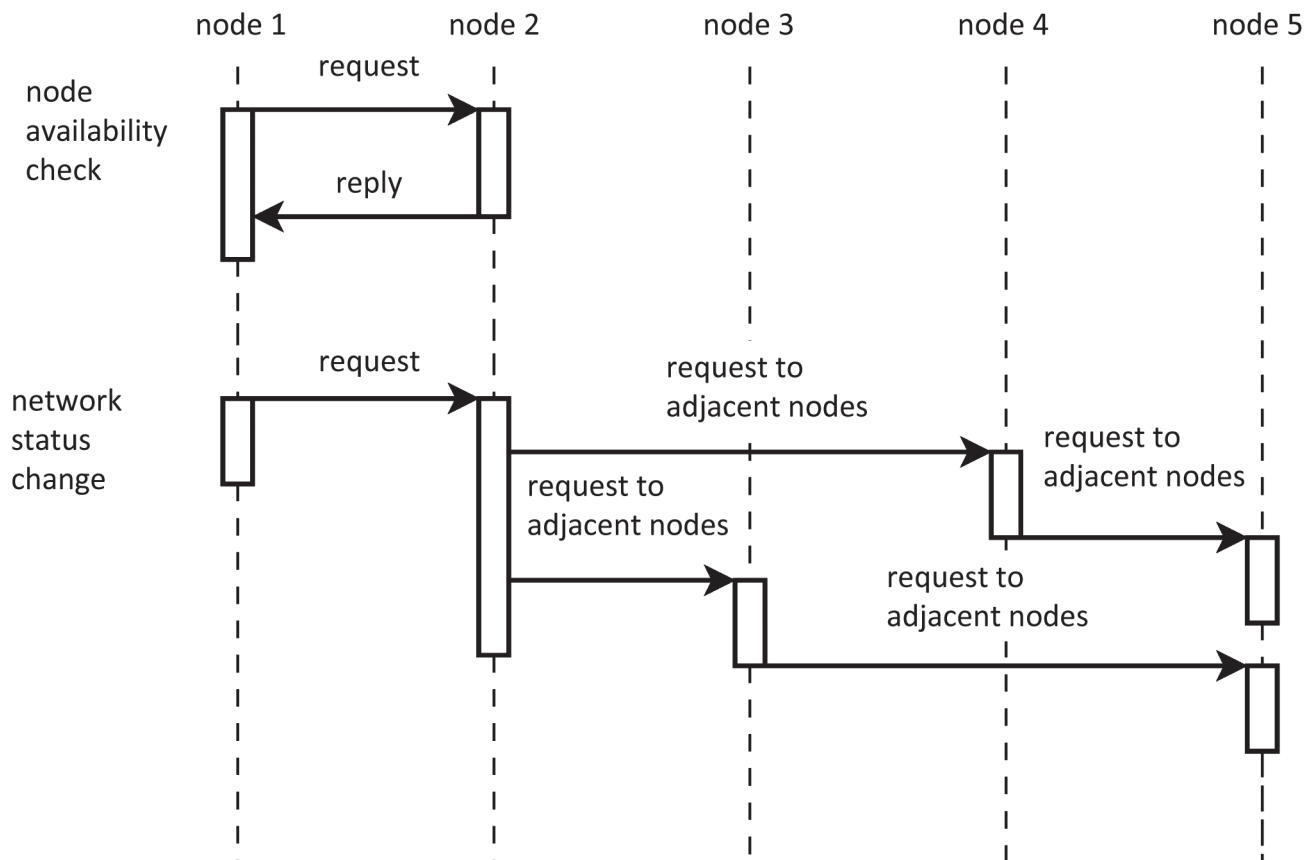 node 1
node 2
node 3
node 4
node 5
node
availability
check
request
reply
network
status
change
request
request to
adjacent nodes
request to
adjacent nodes
request to
adjacent nodes
request to
adjacent nodes